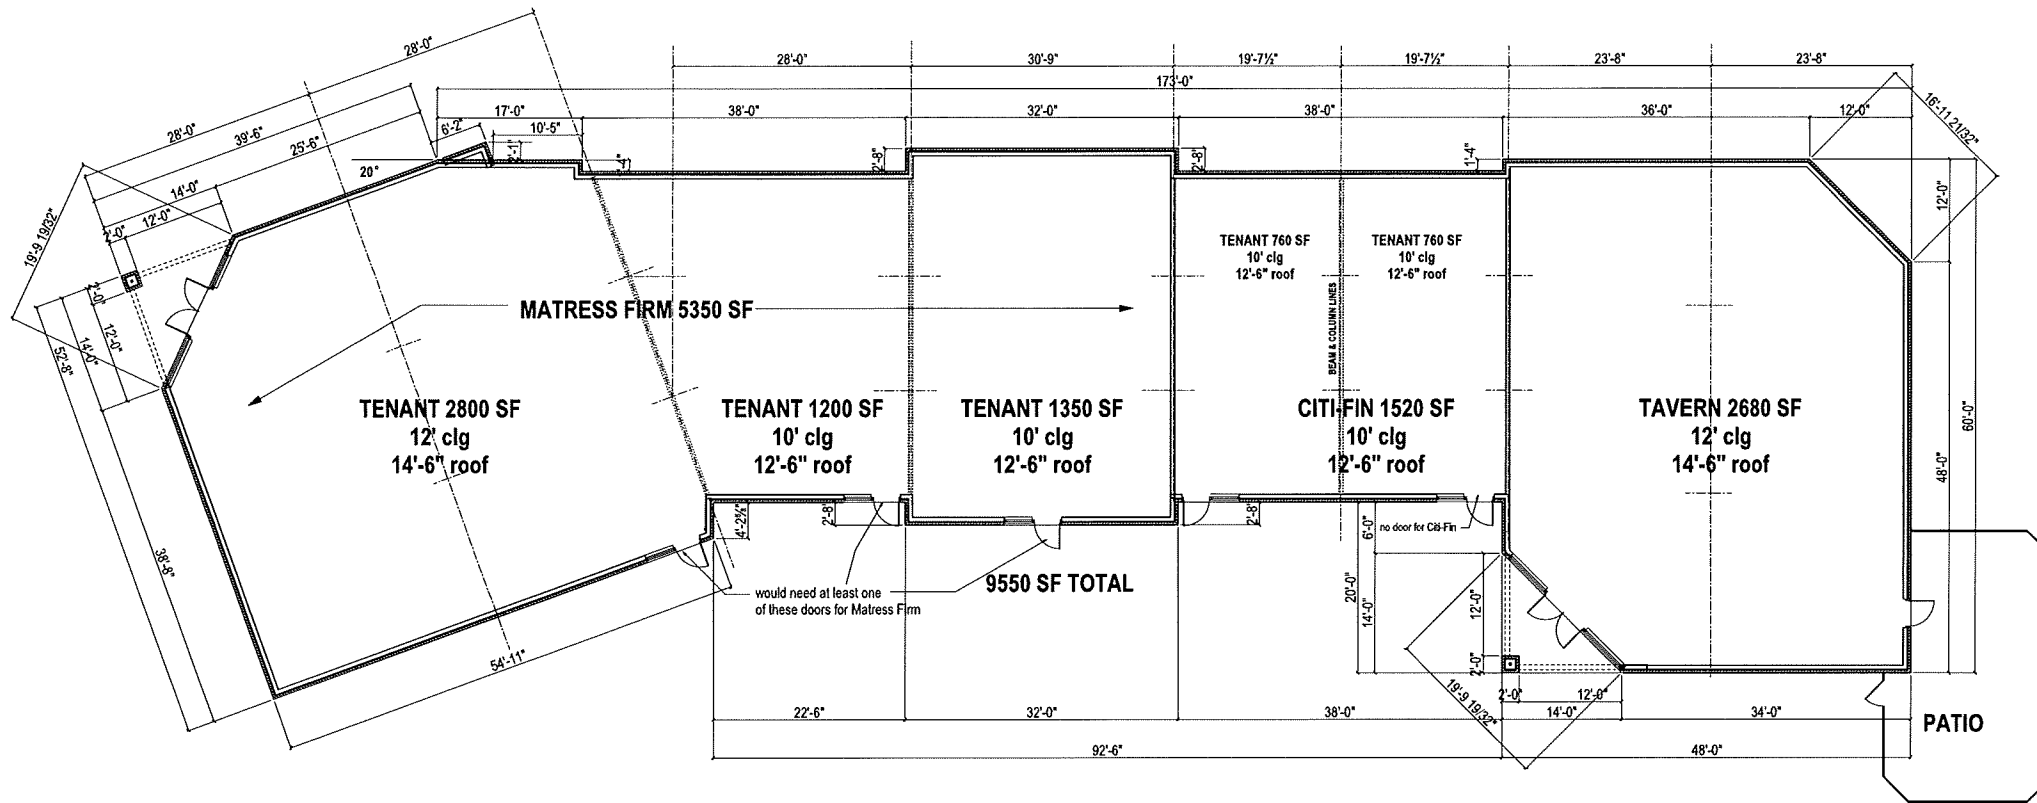 28'-0"
28'-0"
30'-9"
19'-7½"
19'-7½"
23'-8"
23'-8"
173'-0"
28'-0"
39'-6"
25'-6"
6'-2"
17'-0"
10'-5"
38'-0"
32'-0"
38'-0"
36'-0"
12'-0"
16'-11 21/32"
2'-1"
2'-8"
2'-8"
1'-4"
20°
14'-0"
12'-0"
2'-0"
19'-9 19/32"
12'-0"
TENANT 760 SF
10' clg
12'-6" roof
TENANT 760 SF
10' clg
12'-6" roof
2'-0"
12'-0"
14'-0"
52'-8"
MATRESS FIRM 5350 SF
BEAM & COLUMN LINES
TENANT 2800 SF
12' clg
14'-6" roof
TENANT 1200 SF
10' clg
12'-6" roof
TENANT 1350 SF
10' clg
12'-6" roof
CITI-FIN 1520 SF
10' clg
12'-6" roof
TAVERN 2680 SF
12' clg
14'-6" roof
60'-0"
48'-0"
38'-8"
4'-2⅝"
2'-8"
2'-8"
6'-0"
no door for Citi-Fin
would need at least one
of these doors for Matress Firm
9550 SF TOTAL
20'-0"
14'-0"
12'-0"
2'-0"
54'-11"
2'-0"
12'-0"
19'-9 19/32"
22'-6"
32'-0"
38'-0"
14'-0"
34'-0"
PATIO
92'-6"
48'-0"